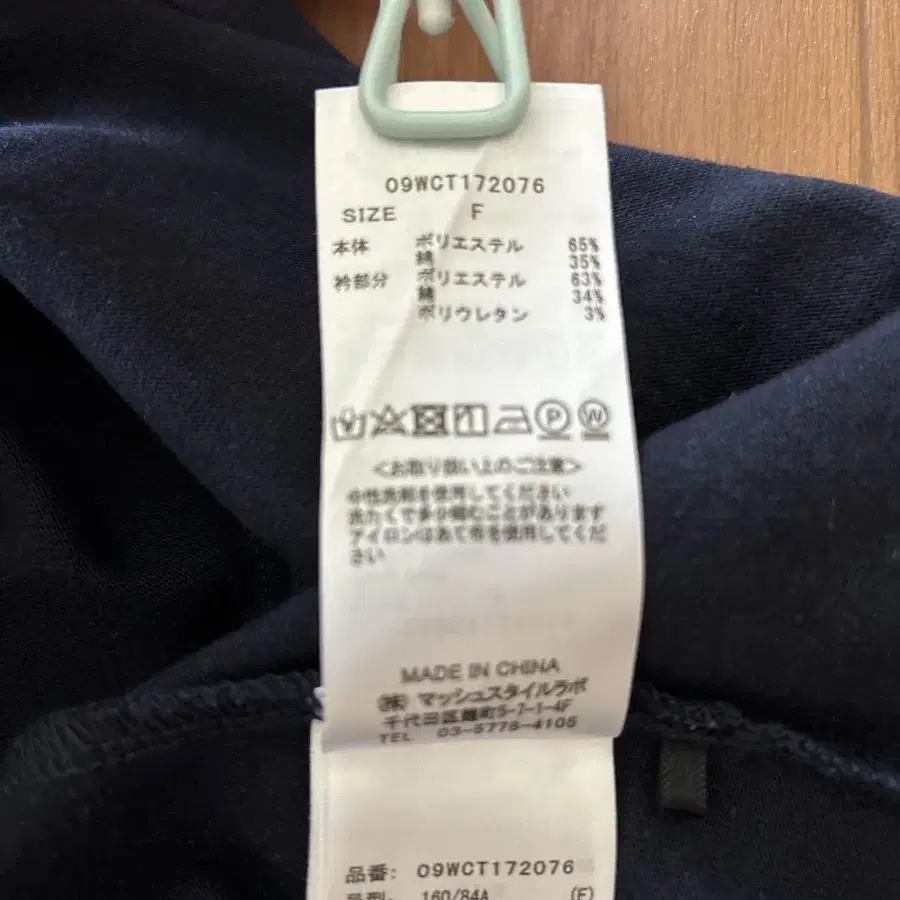 09WCT172076
SIZE F
本体 ポリエステル 65%
綿 35%
衿部分 ポリエステル 63%
綿 34%
ポリウレタン 3%
P W
<お取り扱い上のご注意>
中性洗剤を使用してください
洗たくで多少縮むことがあります
アイロンはあて布を使用してくだ
さい
MADE IN CHINA
(株) マッシュスタイルラボ
千代田区麹町5-7-1-4F
TEL 03-5778-4105
品番: 09WCT172076
号型: 160/84A (F)